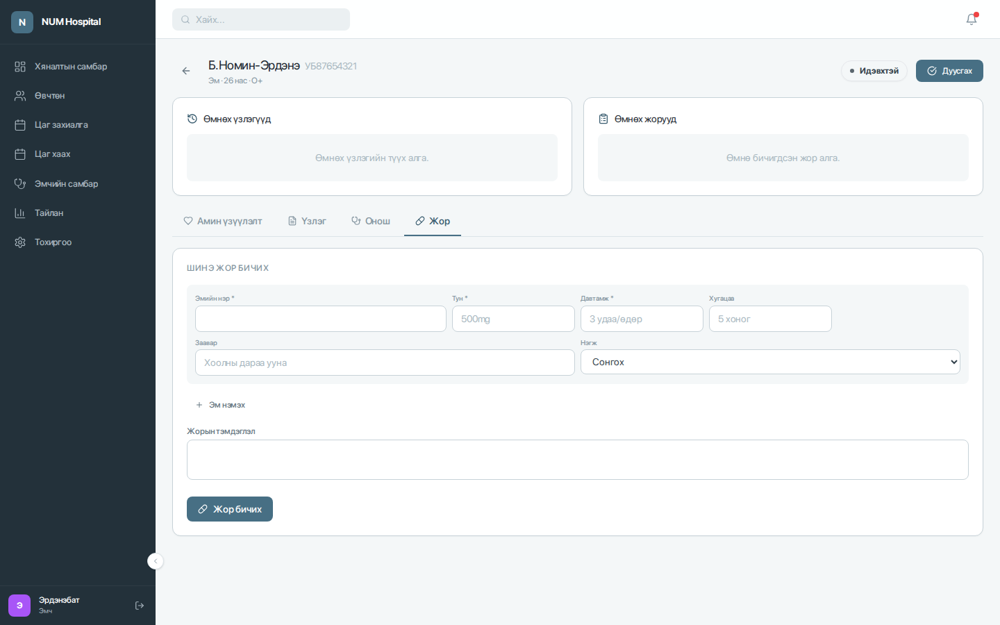 N NUM Hospital
Хайх...
Хяналтын самбар
Өвчтөн
Цаг захиалга
Цаг хаах
Эмчийн самбар
Тайлан
Тохиргоо
Э Эрдэнэбат
Эмч
Б.Номин-Эрдэнэ УБ87654321
Эм · 26 нас · O+
Идэвхтэй
Дуусгах
Өмнөх үзлэгүүд
Өмнөх үзлэгийн түүх алга.
Өмнөх жорууд
Өмнө бичигдсэн жор алга.
Амин үзүүлэлт Үзлэг Онош Жор
ШИНЭ ЖОР БИЧИХ
Эмийн нэр * Тун * Давтамж * Хугацаа
500mg 3 удаа/өдөр 5 хоног
Заавар Нэгж
Хоолны дараа ууна Сонгох
Эм нэмэх
Жорын тэмдэглэл
Жор бичих